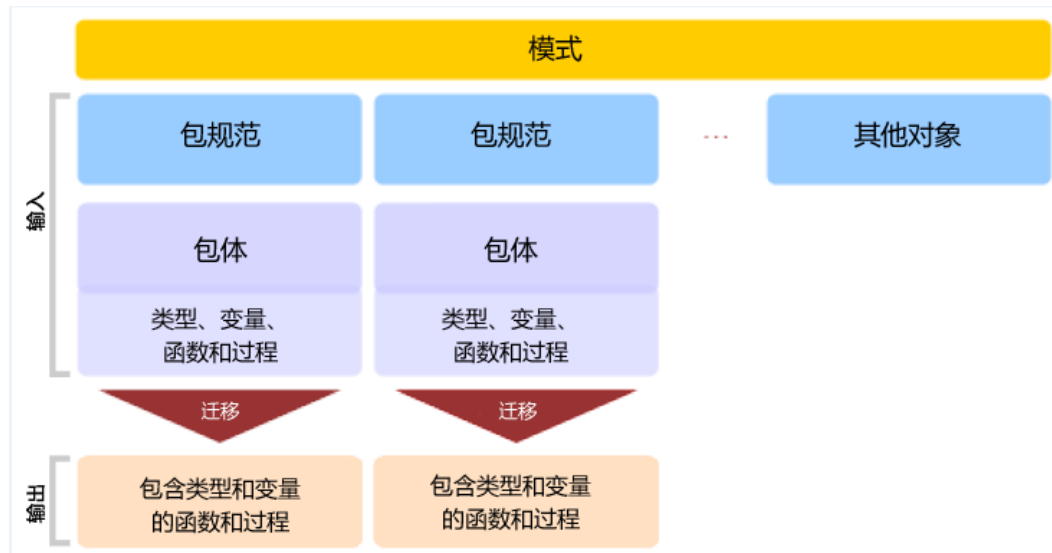 模式
包规范
包规范
...
其他对象
输入
包体
包体
类型、变量、
函数和过程
类型、变量、
函数和过程
迁移
迁移
输出
包含类型和变量
的函数和过程
包含类型和变量
的函数和过程